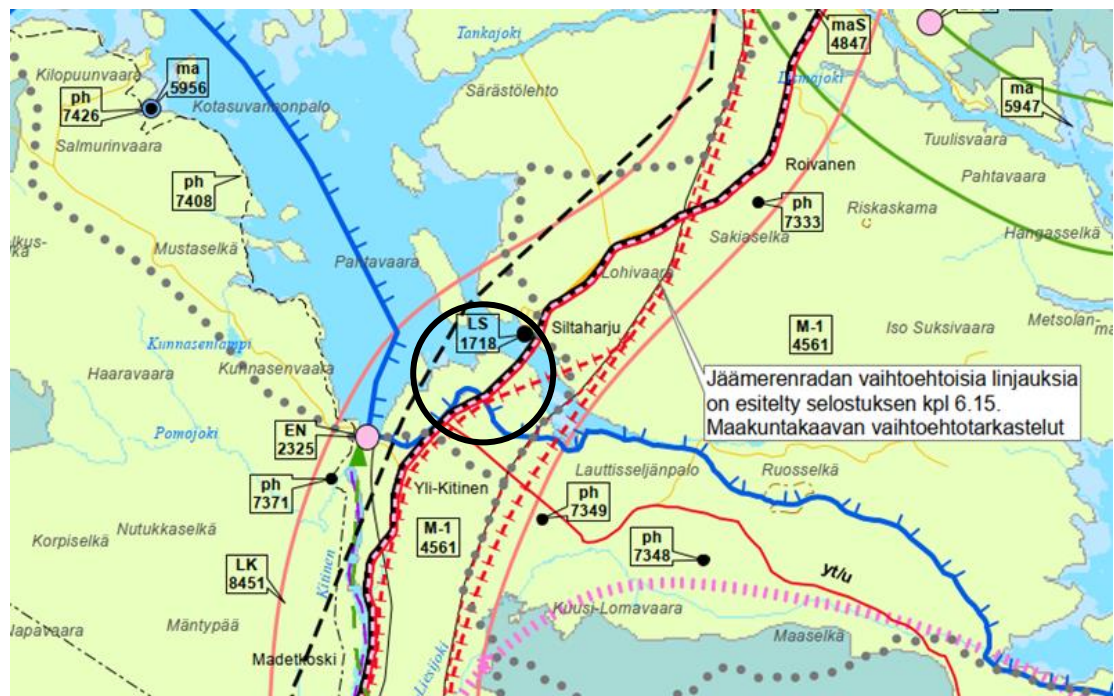 Tankajoki
maS
4847
Kilopuunvaara
ma
5956
ph
7426
Kotasuvannonpalo
Särästölehto
ma
5947
Salmurinvaara
Tuulisvaara
Roivanen
Pahtavaara
ph
7408
ph
7333
Riskaskama
Mustaselkä
Sakiaselka
Hangasselkä
Pahtavaara
Lohivaara
LS
1718
Siltaharju
M-1
4561
Iso Suksivaara
Metsolan-
Kunnasenlampi
Haaravaara
Kunnasenvaara
Jäämerenradan vaihtoehtoisia linjauksia
on esitelty selostuksen kpl 6.15.
Maakuntakaavan vaihtoehtotarkastelut
Pomojoki
EN
2325
Lauttisseljänpalo
Ruosselkä
ph
7371
Yli-Kitinen
ph
7349
Nutukkaselkä
M-1
4561
Korpiselkä
ph
7348
yt/u
LK
8451
Kitinen
Kuusi-Lomavaara
Mäntypää
Maaselkä
Madetkoski
Liesijoki